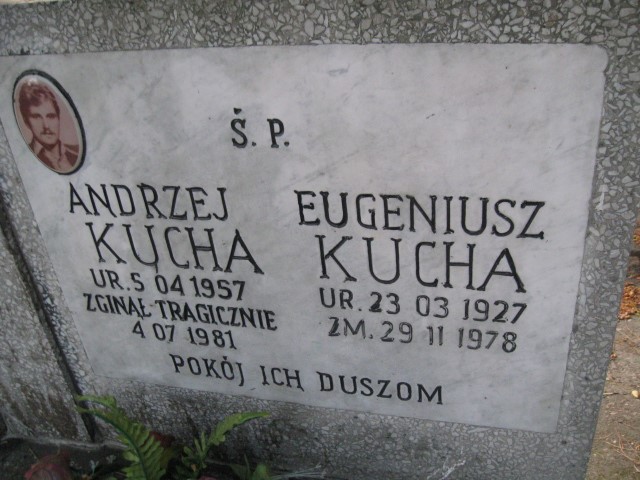 Ś. P.
ANDRZEJ
KUCHA
UR. 5 04 1957
ZGINĄŁ TRAGICZNIE
4 07 1981
EUGENIUSZ
KUCHA
UR. 23 03 1927
ZM. 29 11 1978
POKÓJ ICH DUSZOM